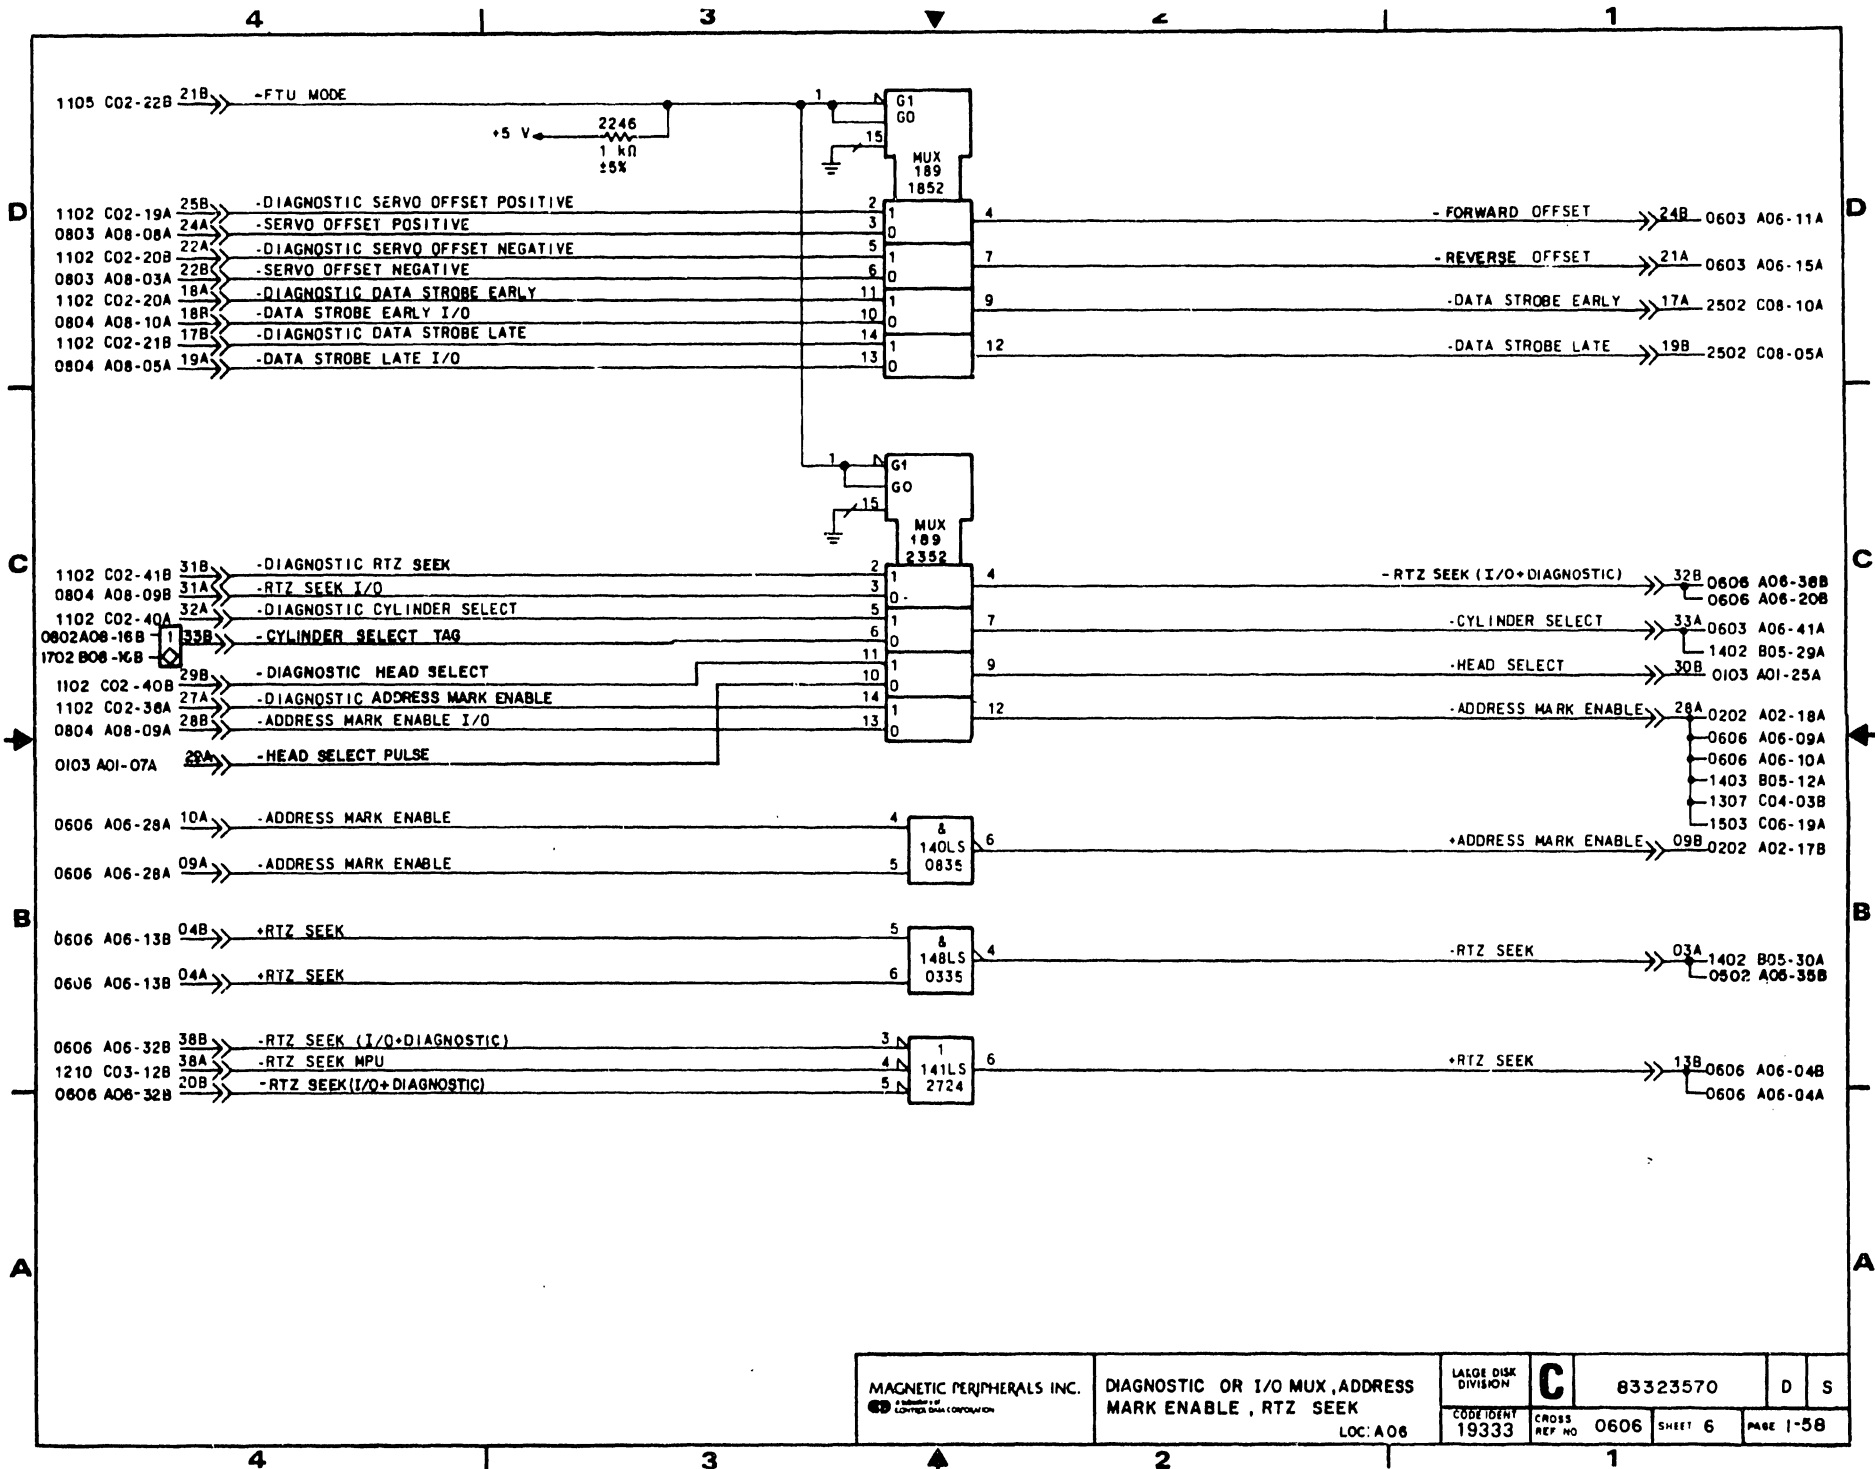 4 3 2 1
1105 C02-22B 21B -FTU MODE 1 G1
G0
+5 V 2246 15
1 kΩ
±5%
MUX
189
1852
D D
1102 C02-19A 25B -DIAGNOSTIC SERVO OFFSET POSITIVE 2 1 4 -FORWARD OFFSET 24B 0603 A06-11A
0803 A08-08A 24A -SERVO OFFSET POSITIVE 3 0
1102 C02-20B 22A -DIAGNOSTIC SERVO OFFSET NEGATIVE 5 1 7 -REVERSE OFFSET 21A 0603 A06-15A
0803 A08-03A 22B -SERVO OFFSET NEGATIVE 6 0
1102 C02-20A 18A -DIAGNOSTIC DATA STROBE EARLY 11 1 9 -DATA STROBE EARLY 17A 2502 C08-10A
0804 A08-10A 18B -DATA STROBE EARLY I/O 10 0
1102 C02-21B 17B -DIAGNOSTIC DATA STROBE LATE 14 1 12 -DATA STROBE LATE 19B 2502 C08-05A
0804 A08-05A 19A -DATA STROBE LATE I/O 13 0
1 G1
G0
15
MUX
189
2352
C C
1102 C02-41B 31B -DIAGNOSTIC RTZ SEEK 2 1 4 -RTZ SEEK (I/O+DIAGNOSTIC) 32B 0606 A06-38B
0804 A08-09B 31A -RTZ SEEK I/O 3 0 0606 A06-20B
1102 C02-40A 32A -DIAGNOSTIC CYLINDER SELECT 5 1 7 -CYLINDER SELECT 33A 0603 A06-41A
0802 A08-16B 1 33B -CYLINDER SELECT TAG 6 0 1402 B05-29A
1702 B06-16B
11 1 9 -HEAD SELECT 30B 0103 A01-25A
1102 C02-40B 29B -DIAGNOSTIC HEAD SELECT 10 0
1102 C02-36A 27A -DIAGNOSTIC ADDRESS MARK ENABLE 14 1 12 -ADDRESS MARK ENABLE 28A 0202 A02-18A
0804 A08-09A 28B -ADDRESS MARK ENABLE I/O 13 0 0606 A06-09A
0103 A01-07A 29A -HEAD SELECT PULSE 0606 A06-10A
1403 B05-12A
1307 C04-03B
1503 C06-19A
0606 A06-28A 10A -ADDRESS MARK ENABLE 4 &
140LS 6 +ADDRESS MARK ENABLE 09B 0202 A02-17B
0606 A06-28A 09A -ADDRESS MARK ENABLE 5 0835
B B
0606 A06-13B 04B +RTZ SEEK 5 &
148LS 4 -RTZ SEEK 03A 1402 B05-30A
0606 A06-13B 04A +RTZ SEEK 6 0335 0502 A05-35B
0606 A06-32B 38B -RTZ SEEK (I/O+DIAGNOSTIC) 3 1
1210 C03-12B 38A -RTZ SEEK MPU 4 141LS 6 +RTZ SEEK 13B 0606 A06-04B
0606 A06-32B 20B -RTZ SEEK (I/O+DIAGNOSTIC) 5 2724 0606 A06-04A
A A
MAGNETIC PERIPHERALS INC.
a subsidiary of
CONTROL DATA CORPORATION
DIAGNOSTIC OR I/O MUX, ADDRESS
MARK ENABLE, RTZ SEEK
LOC: A06
LARGE DISK
DIVISION
C 83323570 D S
CODE IDENT
19333
CROSS
REF NO 0606 SHEET 6 PAGE 1-58
4 3 2 1